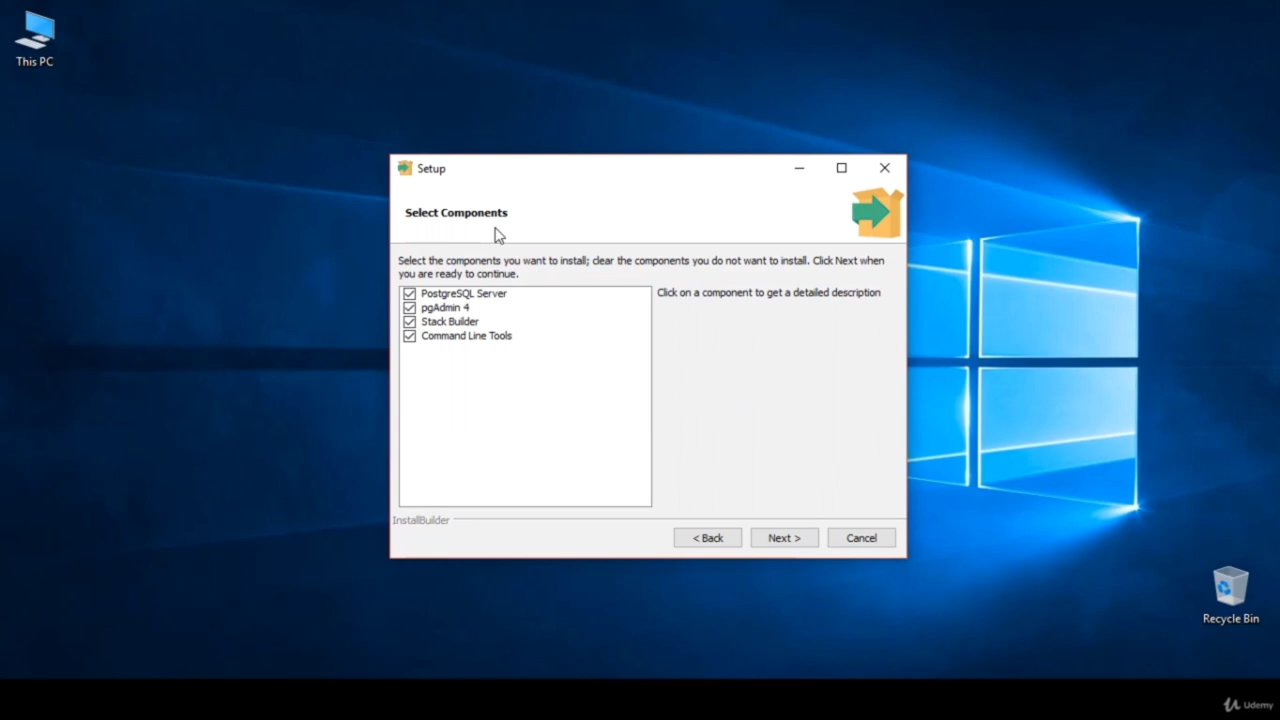 This PC
Setup
Select Components
Select the components you want to install; clear the components you do not want to install. Click Next when
you are ready to continue.
PostgreSQL Server
pgAdmin 4
Stack Builder
Command Line Tools
Click on a component to get a detailed description
InstallBuilder
< Back
Next >
Cancel
Recycle Bin
Udemy